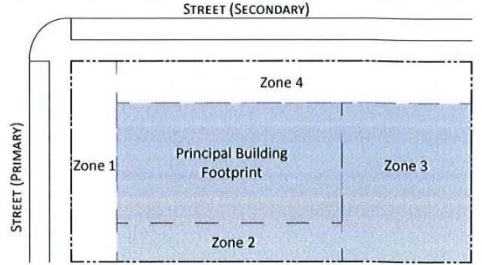 STREET (SECONDARY)
Zone 4
STREET (PRIMARY)
Zone 1
Principal Building
Footprint
Zone 3
Zone 2